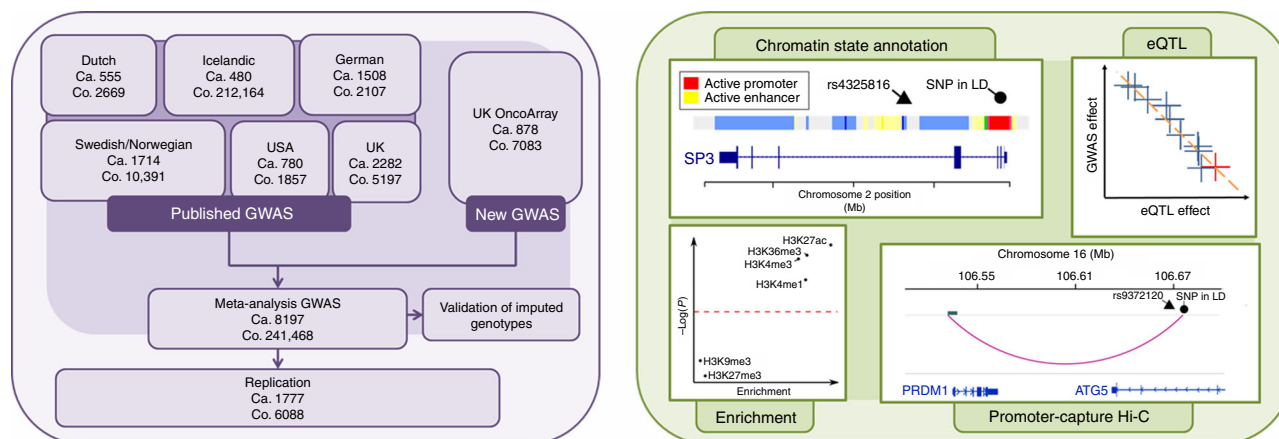 Dutch
Ca. 555
Co. 2669
Icelandic
Ca. 480
Co. 212,164
German
Ca. 1508
Co. 2107
Swedish/Norwegian
Ca. 1714
Co. 10,391
USA
Ca. 780
Co. 1857
UK
Ca. 2282
Co. 5197
UK OncoArray
Ca. 878
Co. 7083
Published GWAS
New GWAS
Meta-analysis GWAS
Ca. 8197
Co. 241,468
Validation of imputed
genotypes
Replication
Ca. 1777
Co. 6088
Chromatin state annotation
Active promoter
Active enhancer
rs4325816
SNP in LD
SP3
Chromosome 2 position
(Mb)
eQTL
GWAS effect
eQTL effect
H3K27ac
H3K36me3
H3K4me3
H3K4me1
–Log(P)
H3K9me3
H3K27me3
Enrichment
Enrichment
Chromosome 16 (Mb)
106.55
106.61
106.67
rs9372120
SNP in LD
PRDM1
ATG5
Promoter-capture Hi-C